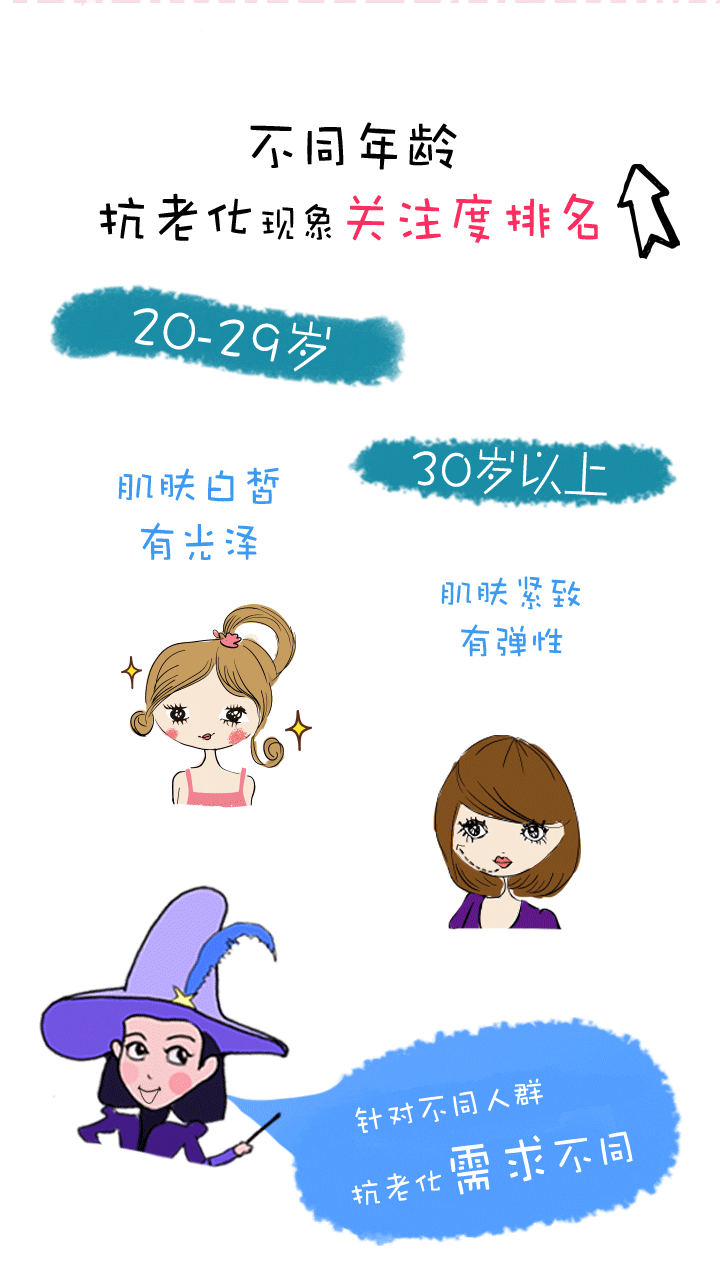 不同年龄
抗老化现象关注度排名
20-29岁
肌肤白皙
有光泽
30岁以上
肌肤紧致
有弹性
针对不同人群
抗老化需求不同